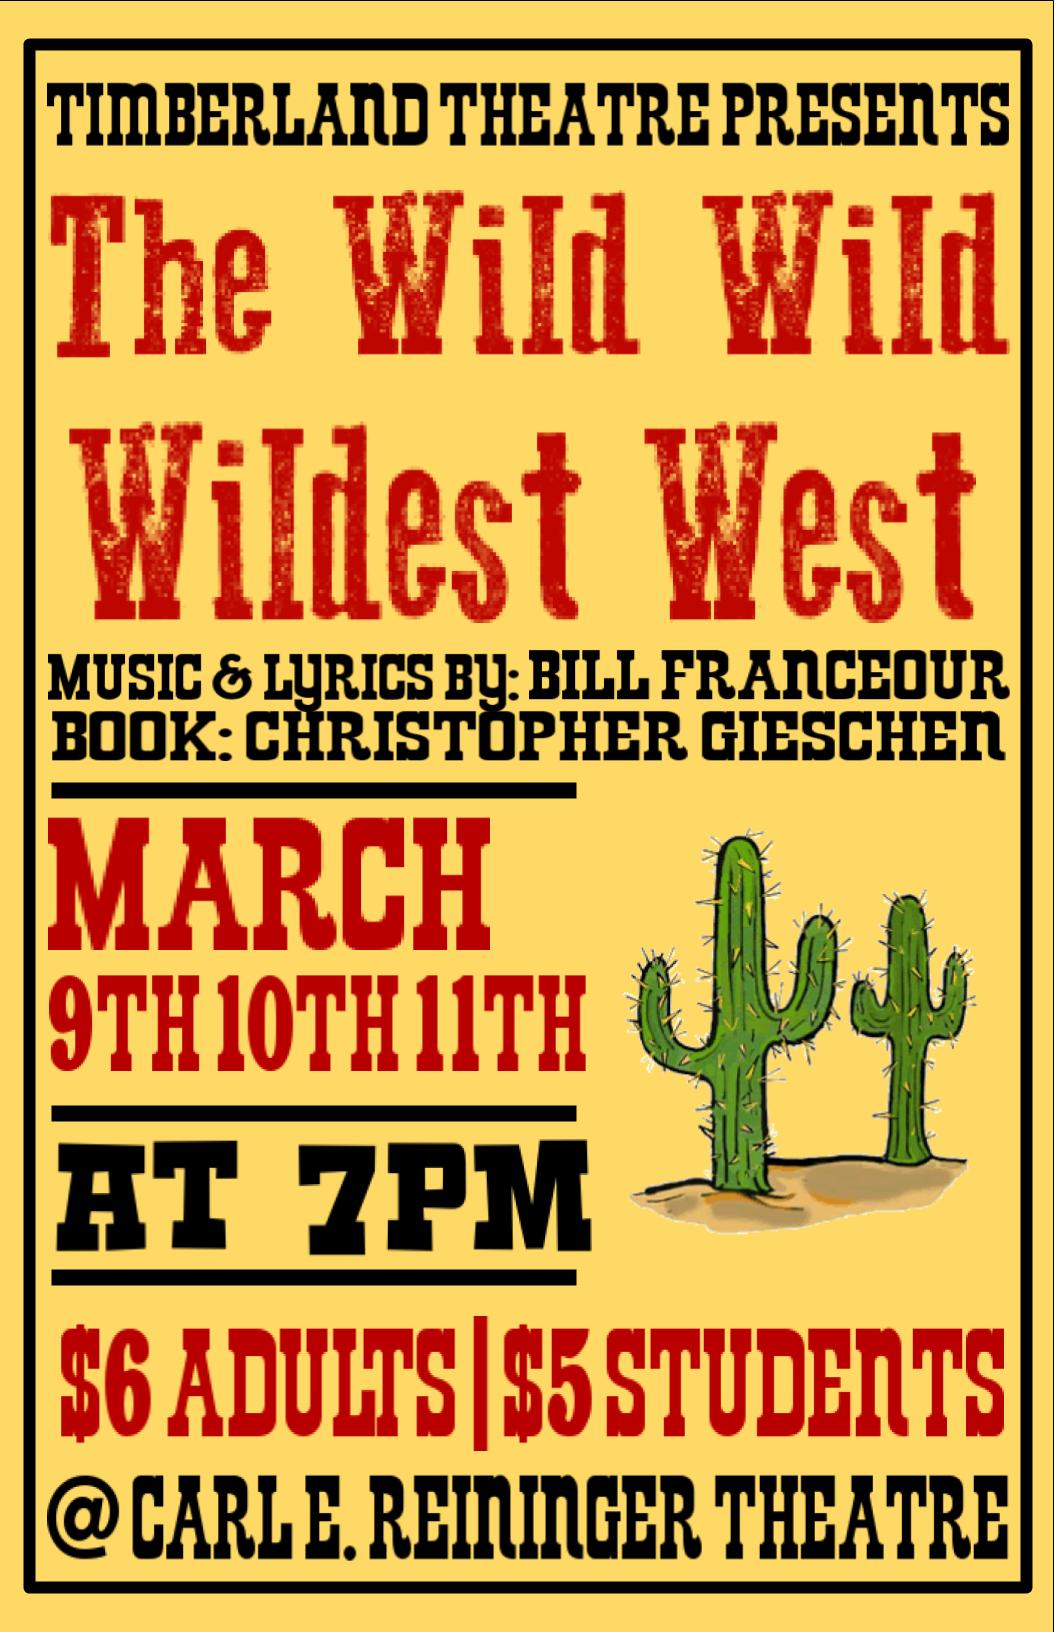 TIMBERLAND THEATRE PRESENTS
The Wild Wild
Wildest West
MUSIC & LYRICS BY: BILL FRANCEOUR
BOOK: CHRISTOPHER GIESCHEN
MARCH
9TH 10TH 11TH
AT 7PM
$6 ADULTS | $5 STUDENTS
@ CARL E. REININGER THEATRE